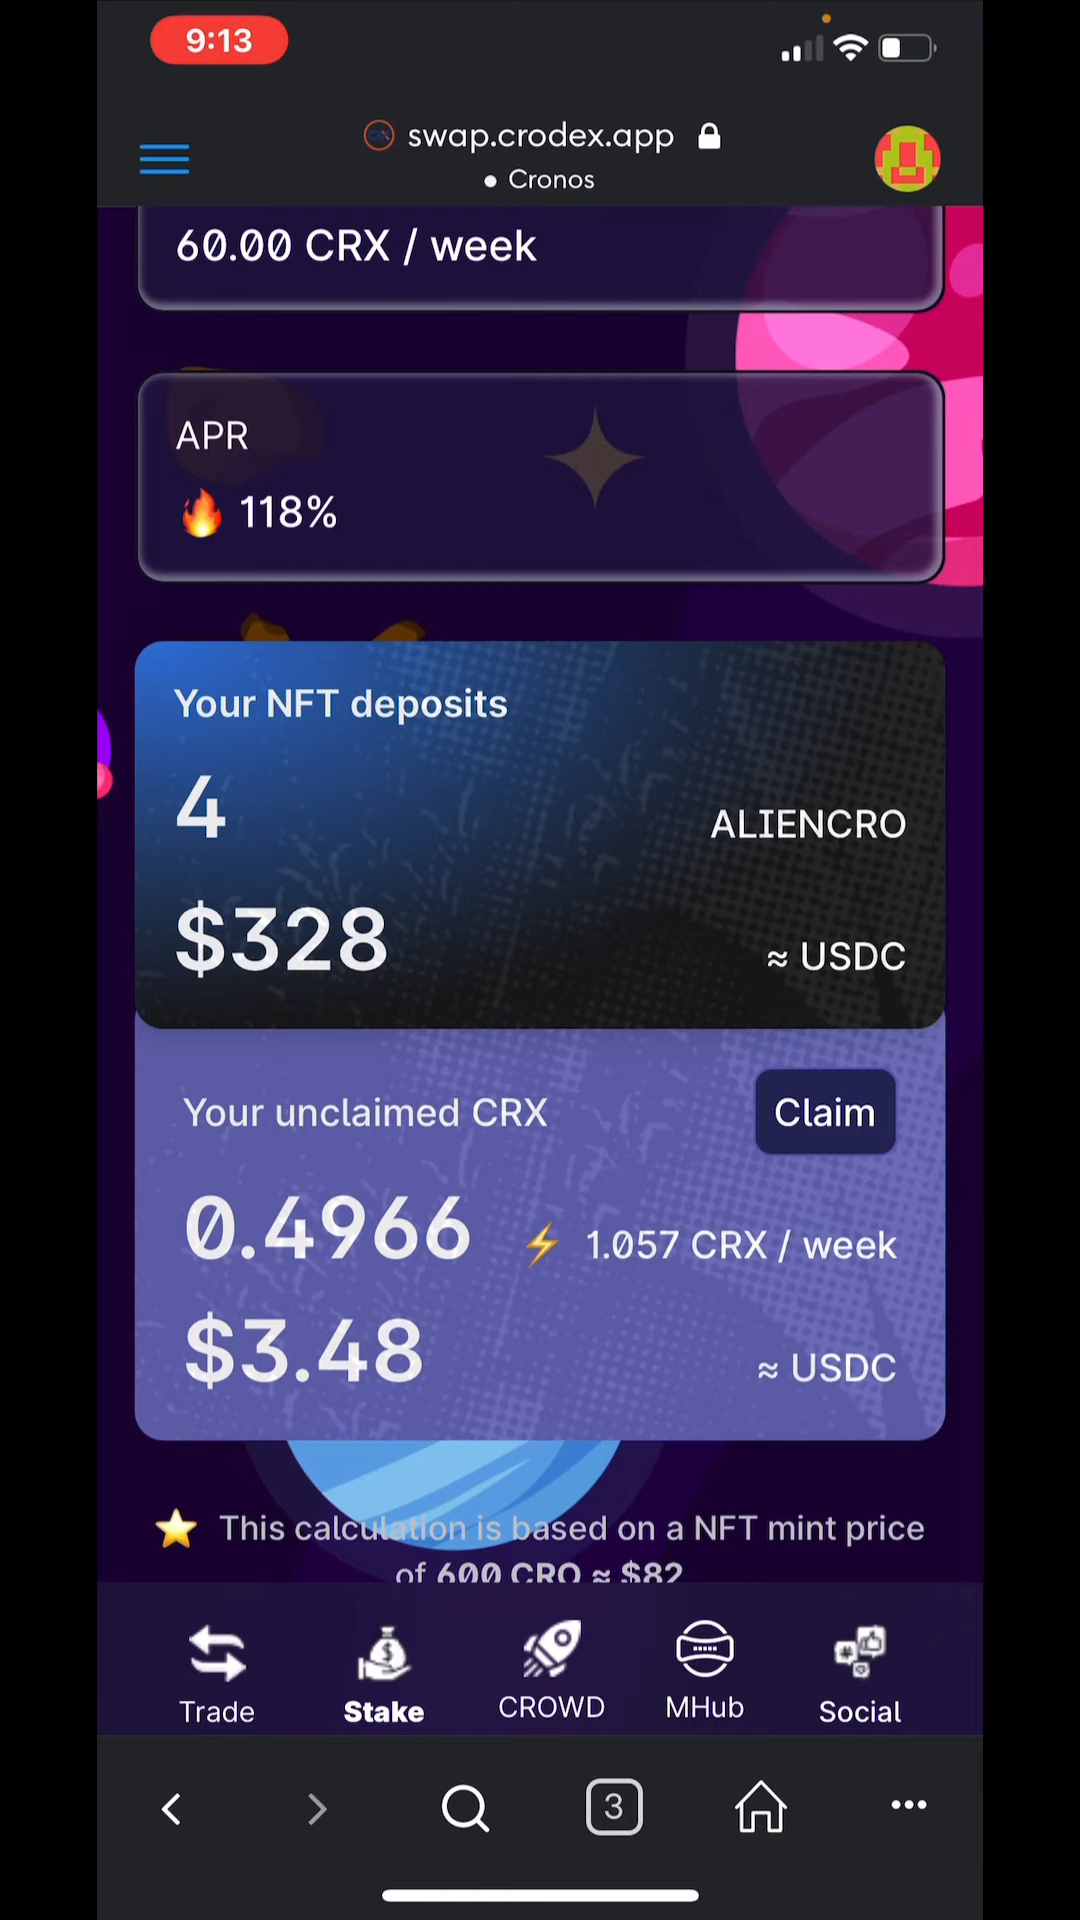 9:13
swap.crodex.app
Cronos
60.00 CRX / week
APR
118%
Your NFT deposits
4 ALIENCRO
$328 ≈ USDC
Your unclaimed CRX Claim
0.4966 1.057 CRX / week
$3.48 ≈ USDC
This calculation is based on a NFT mint price
of 600 CRO ≈ $82
Trade Stake CROWD MHub Social
3